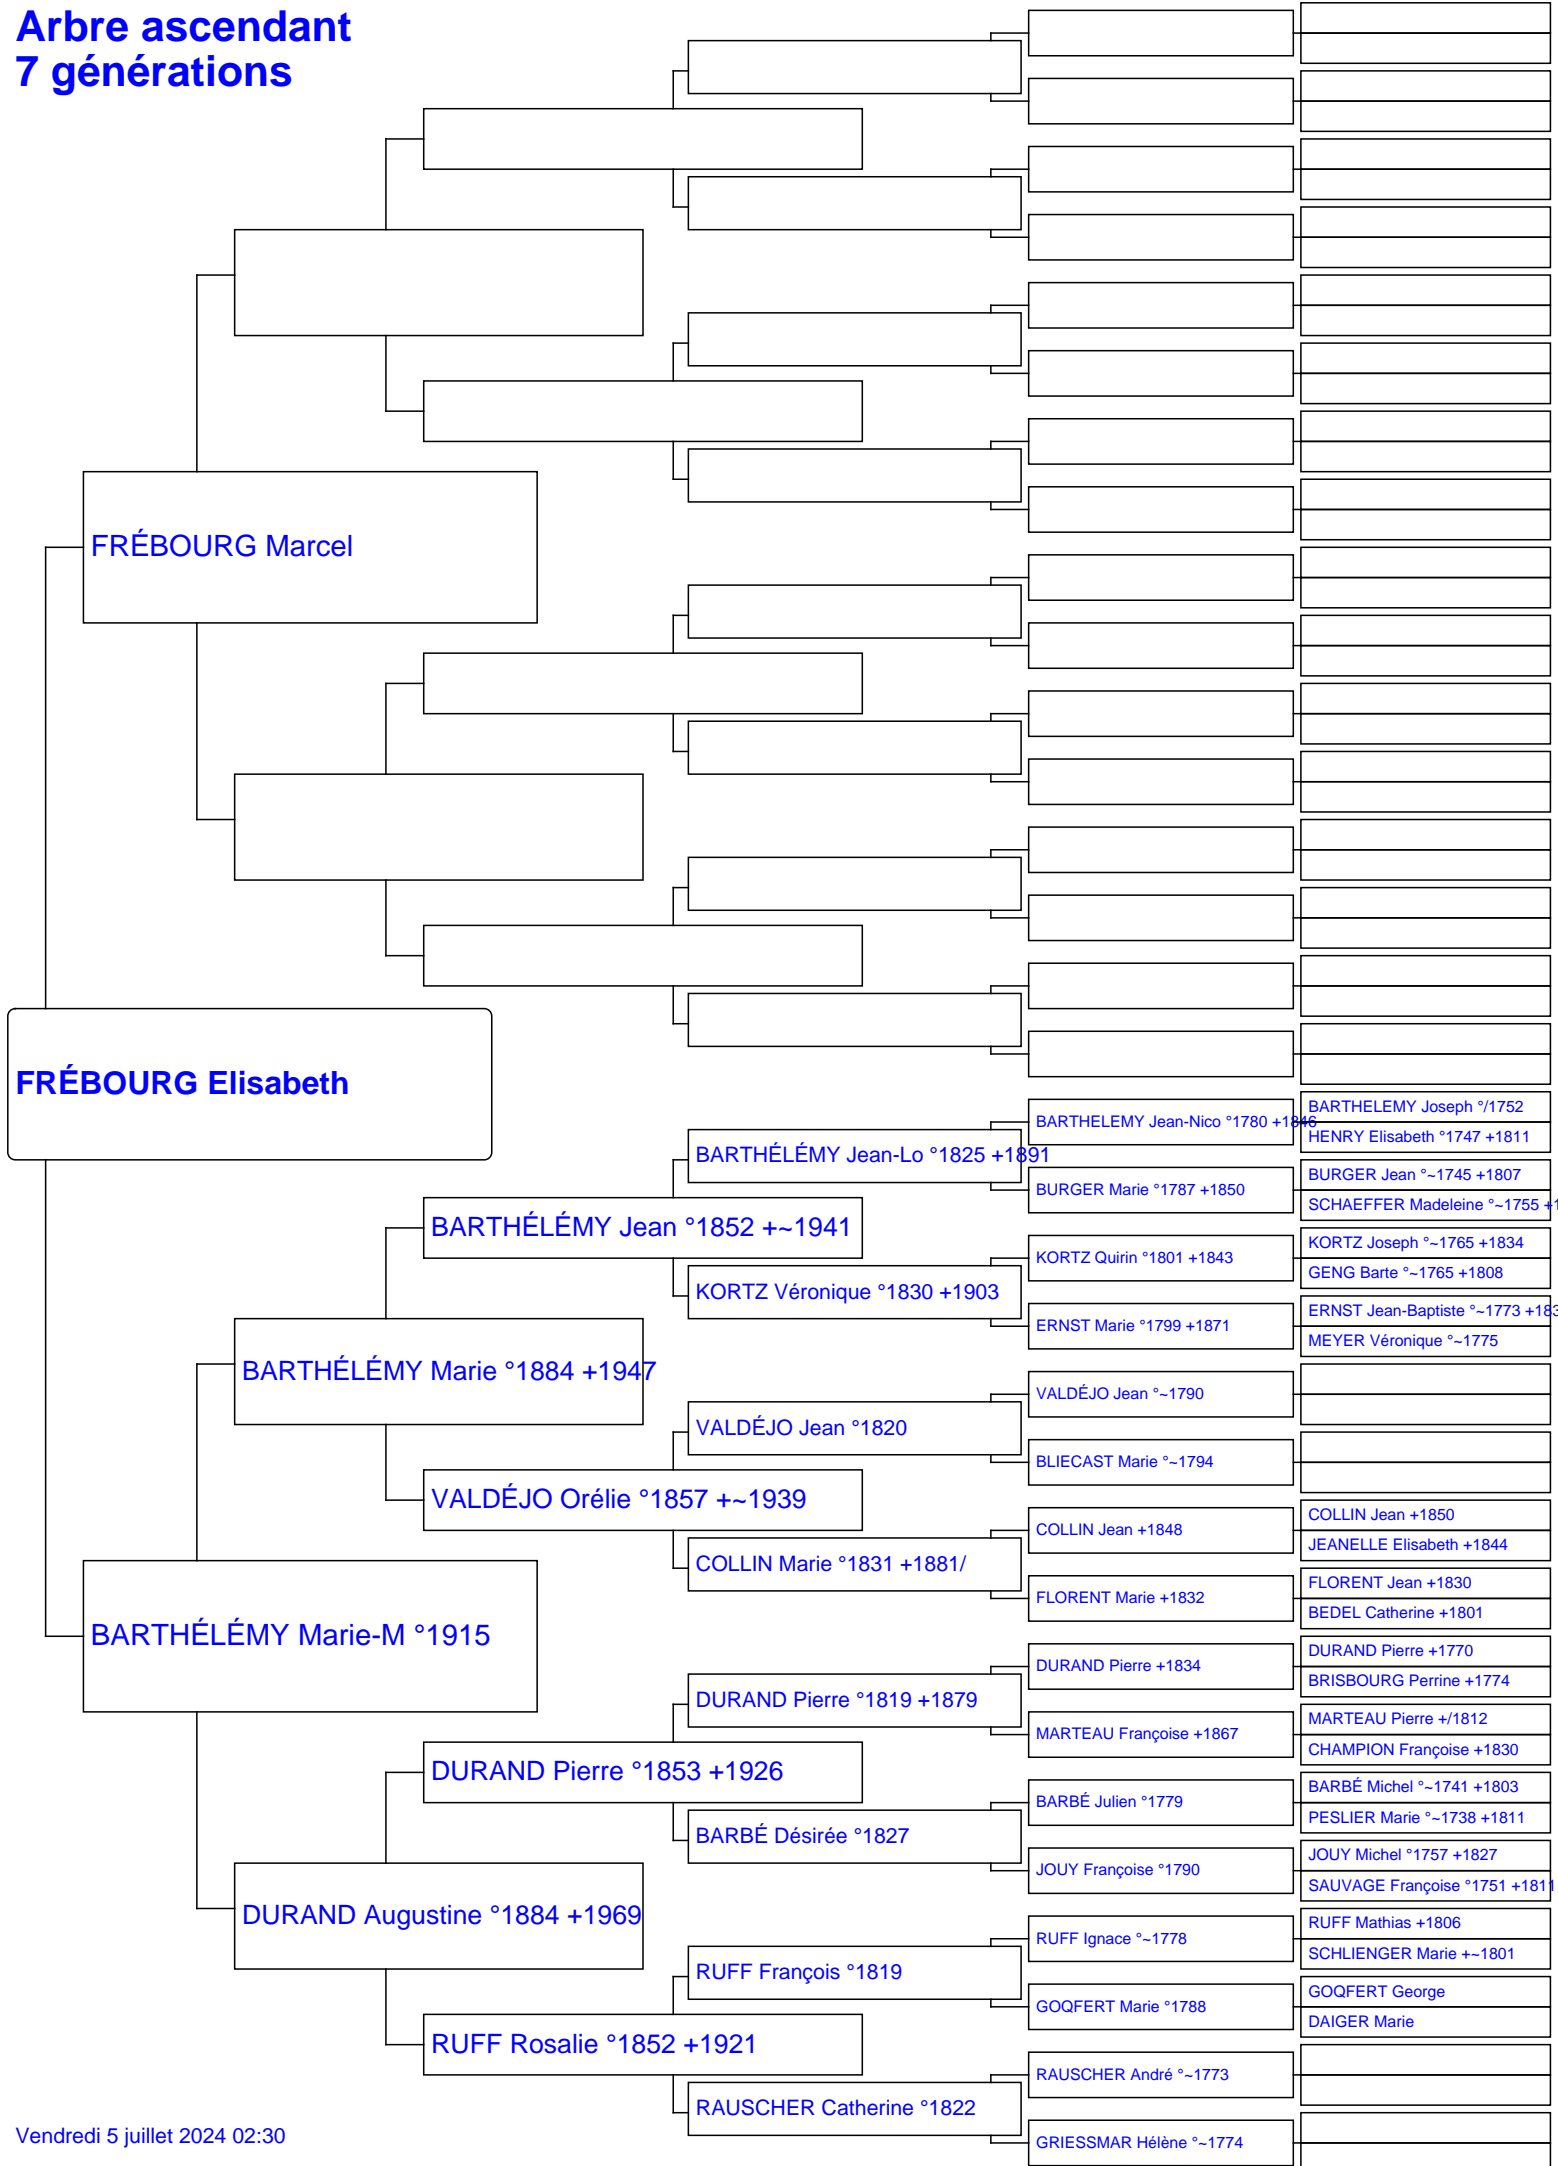 Arbre ascendant
7 générations
FRÉBOURG Marcel
FRÉBOURG Elisabeth
BARTHELEMY Joseph °/1752
BARTHELEMY Jean-Nico °1780 +1846
HENRY Elisabeth °1747 +1811
BARTHÉLÉMY Jean-Lo °1825 +1891
BURGER Jean °~1745 +1807
BURGER Marie °1787 +1850
SCHAEFFER Madeleine °~1755 +1
BARTHÉLÉMY Jean °1852 +~1941
KORTZ Joseph °~1765 +1834
KORTZ Quirin °1801 +1843
GENG Barte °~1765 +1808
KORTZ Véronique °1830 +1903
ERNST Jean-Baptiste °~1773 +183
ERNST Marie °1799 +1871
MEYER Véronique °~1775
BARTHÉLÉMY Marie °1884 +1947
VALDÉJO Jean °~1790
VALDÉJO Jean °1820
BLIECAST Marie °~1794
VALDÉJO Orélie °1857 +~1939
COLLIN Jean +1850
COLLIN Jean +1848
JEANELLE Elisabeth +1844
COLLIN Marie °1831 +1881/
FLORENT Jean +1830
FLORENT Marie +1832
BEDEL Catherine +1801
BARTHÉLÉMY Marie-M °1915
DURAND Pierre +1770
DURAND Pierre +1834
BRISBOURG Perrine +1774
DURAND Pierre °1819 +1879
MARTEAU Pierre +/1812
MARTEAU Françoise +1867
CHAMPION Françoise +1830
DURAND Pierre °1853 +1926
BARBÉ Michel °~1741 +1803
BARBÉ Julien °1779
PESLIER Marie °~1738 +1811
BARBÉ Désirée °1827
JOUY Michel °1757 +1827
JOUY Françoise °1790
SAUVAGE Françoise °1751 +1811
DURAND Augustine °1884 +1969
RUFF Mathias +1806
RUFF Ignace °~1778
SCHLIENGER Marie +~1801
RUFF François °1819
GOQFERT George
GOQFERT Marie °1788
DAIGER Marie
RUFF Rosalie °1852 +1921
RAUSCHER André °~1773
RAUSCHER Catherine °1822
GRIESSMAR Hélène °~1774
Vendredi 5 juillet 2024 02:30